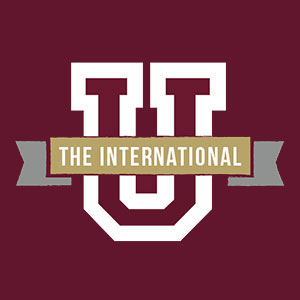 U
THE INTERNATIONAL